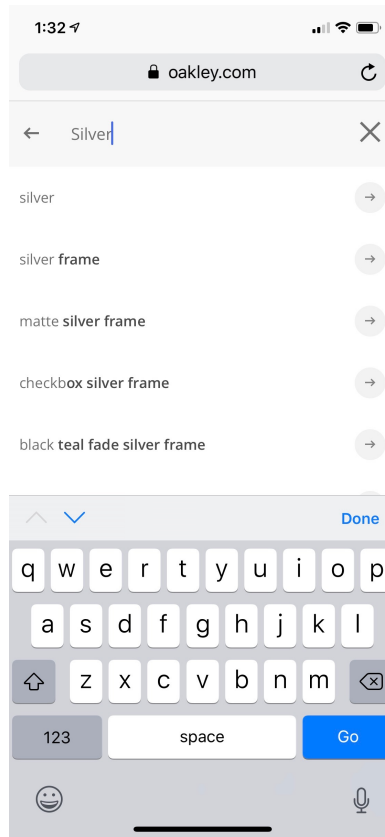 1:32
oakley.com
Silver
silver
silver frame
matte silver frame
checkbox silver frame
black teal fade silver frame
Done
q w e r t y u i o p
a s d f g h j k l
z x c v b n m
123 space Go